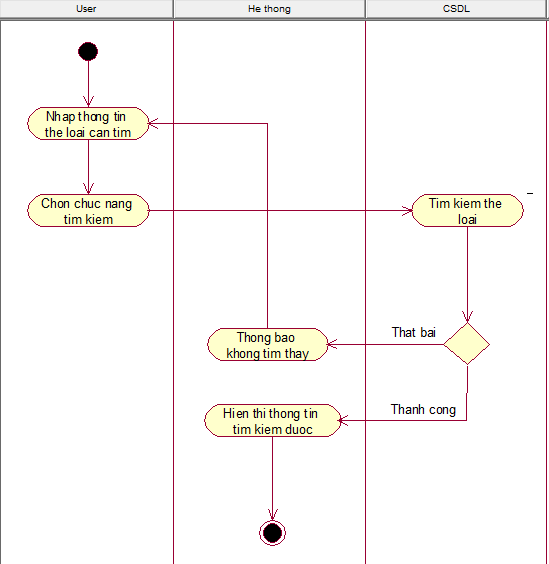 User
He thong
CSDL
Nhap thong tin
the loai can tim
Chon chuc nang
tim kiem
Tim kiem the
loai
That bai
Thong bao
khong tim thay
Thanh cong
Hien thi thong tin
tim kiem duoc